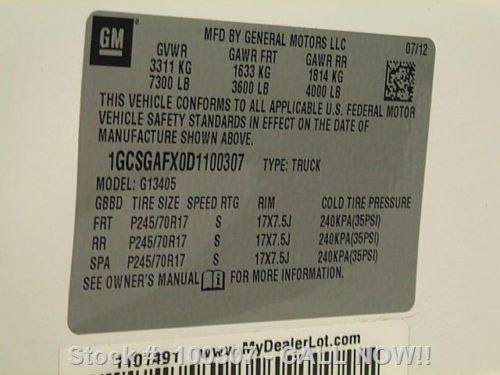 GM
MFD BY GENERAL MOTORS LLC
07/12
GVWR GAWR FRT GAWR RR
3311 KG 1633 KG 1814 KG
7300 LB 3600 LB 4000 LB
THIS VEHICLE CONFORMS TO ALL APPLICABLE U.S. FEDERAL MOTOR
VEHICLE SAFETY STANDARDS IN EFFECT ON THE DATE OF
MANUFACTURE SHOWN ABOVE.
1GCSGAFX0D1100307 TYPE: TRUCK
MODEL: G13405
GBBD TIRE SIZE SPEED RTG RIM COLD TIRE PRESSURE
FRT P245/70R17 S 17X7.5J 240KPA(35PSI)
RR P245/70R17 S 17X7.5J 240KPA(35PSI)
SPA P245/70R17 S 17X7.5J 240KPA(35PSI)
SEE OWNER'S MANUAL FOR MORE INFORMATION.
1101491 www.MyDealerLot.com
Stock #: 100307 - CALL NOW!!